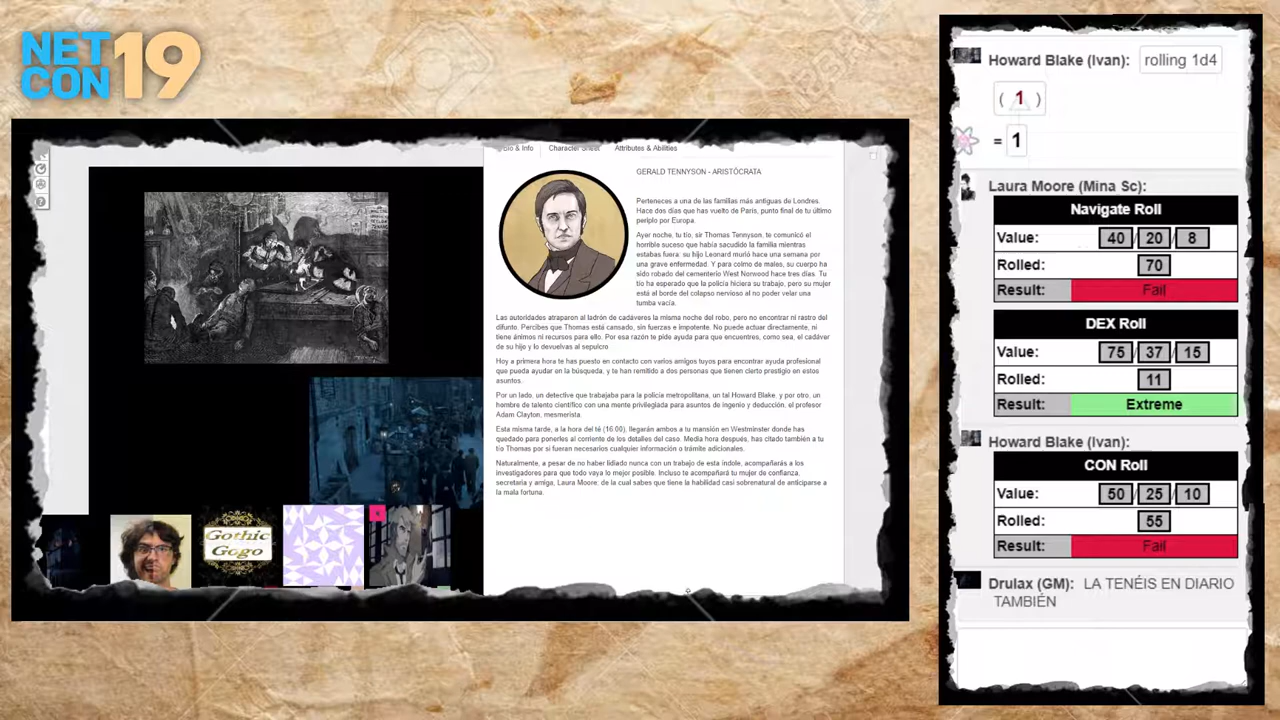 NET
CON 19
Bio & Info
Character Sheet
Attributes & Abilities
GERALD TENNYSON - ARISTÓCRATA
Perteneces a una de las familias más antiguas de Londres.
Hace dos días que has vuelto de París, punto final de tu último
periplo por Europa.
Ayer noche, tu tío, sir Thomas Tennyson, te comunicó el
horrible suceso que había sacudido la familia mientras
estabas fuera: su hijo Leonard murió hace una semana por
una grave enfermedad. Y para colmo de males, su cuerpo ha
sido robado del cementerio West Norwood hace tres días. Tu
tío ha esperado que la policía hiciera su trabajo, pero su mujer
está al borde del colapso nervioso al no poder velar una
tumba vacía.
Las autoridades atraparon al ladrón de cadáveres la misma noche del robo, pero no encontraron ni rastro del
difunto. Percibes que Thomas está cansado, sin fuerzas e impotente. No puede actuar directamente, ni
tiene ánimos ni recursos para ello. Por esa razón te pide ayuda para que encuentres, como sea, el cadáver
de su hijo y lo devuelvas al sepulcro
Hoy a primera hora te has puesto en contacto con varios amigos tuyos para encontrar ayuda profesional
que pueda ayudar en la búsqueda, y te han remitido a dos personas que tienen cierto prestigio en estos
asuntos.
Por un lado, un detective que trabajaba para la policía metropolitana, un tal Howard Blake, y por otro, un
hombre de talento científico con una mente privilegiada para asuntos de ingenio y deducción, el profesor
Adam Clayton, mesmerista.
Esta misma tarde, a la hora del té (16:00), llegarán ambos a tu mansión en Westminster donde has
quedado para ponerles al corriente de los detalles del caso. Media hora después, has citado también a tu
tío Thomas por si fueran necesarios cualquier información o trámite adicionales.
Naturalmente, a pesar de no haber lidiado nunca con un trabajo de esta índole, acompañarás a los
investigadores para que todo vaya lo mejor posible. Incluso te acompañará tu mujer de confianza,
secretaria y amiga, Laura Moore, de la cual sabes que tiene la habilidad casi sobrenatural de anticiparse a
la mala fortuna.
Gothic
Gogo
Howard Blake (Ivan): rolling 1d4
( 1 )
= 1
Laura Moore (Mina Sc):
Navigate Roll
Value: 40 / 20 / 8
Rolled: 70
Result: Fail
DEX Roll
Value: 75 / 37 / 15
Rolled: 11
Result: Extreme
Howard Blake (Ivan):
CON Roll
Value: 50 / 25 / 10
Rolled: 55
Result: Fail
Drulax (GM): LA TENÉIS EN DIARIO
TAMBIÉN